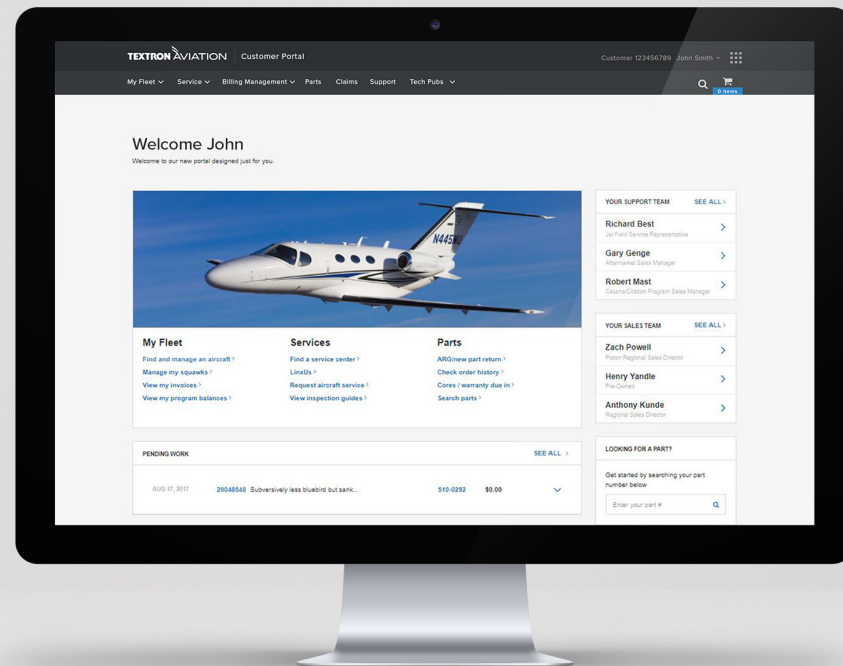 TEXTRON AVIATION Customer Portal
Customer 123456789 John Smith
My Fleet Service Billing Management Parts Claims Support Tech Pubs
0 items
Welcome John
Welcome to our new portal designed just for you.
N445
My Fleet
Find and manage an aircraft >
Manage my squawks >
View my invoices >
View my program balances >
Services
Find a service center >
LinxUs >
Request aircraft service >
View inspection guides >
Parts
ARG/new part return >
Check order history >
Cores / warranty due in >
Search parts >
PENDING WORK SEE ALL >
AUG 17, 2017 20048548 Subversively less bluebird but sank... 510-0292 $0.00
YOUR SUPPORT TEAM SEE ALL >
Richard Best
Jet Field Service Representative
Gary Genge
Aftermarket Sales Manager
Robert Mast
Cessna/Citation Program Sales Manager
YOUR SALES TEAM SEE ALL >
Zach Powell
Piston Regional Sales Director
Henry Yandle
Pre-Owned
Anthony Kunde
Regional Sales Director
LOOKING FOR A PART?
Get started by searching your part
number below
Enter your part #